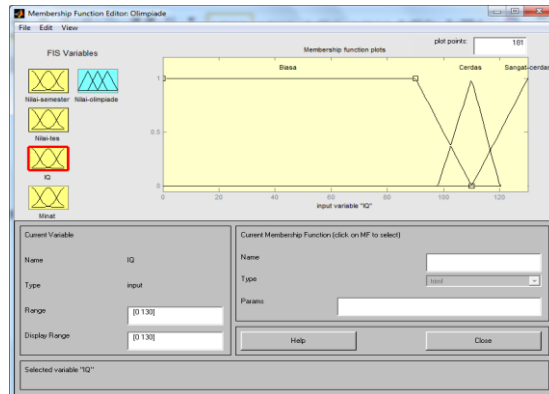 Membership Function Editor: Olimpiade
File Edit View
FIS Variables
Nilai-semester
Nilai-olimpiade
Nilai-tes
IQ
Minat
Membership function plots
plot points:
181
Biasa
Cerdas
Sangat-cerdas
1
0.5
0
0 20 40 60 80 100 120
input variable "IQ"
Current Variable
Name IQ
Type input
Range [0 130]
Display Range [0 130]
Current Membership Function (click on MF to select)
Name
Type trimf
Params
Help
Close
Selected variable "IQ"